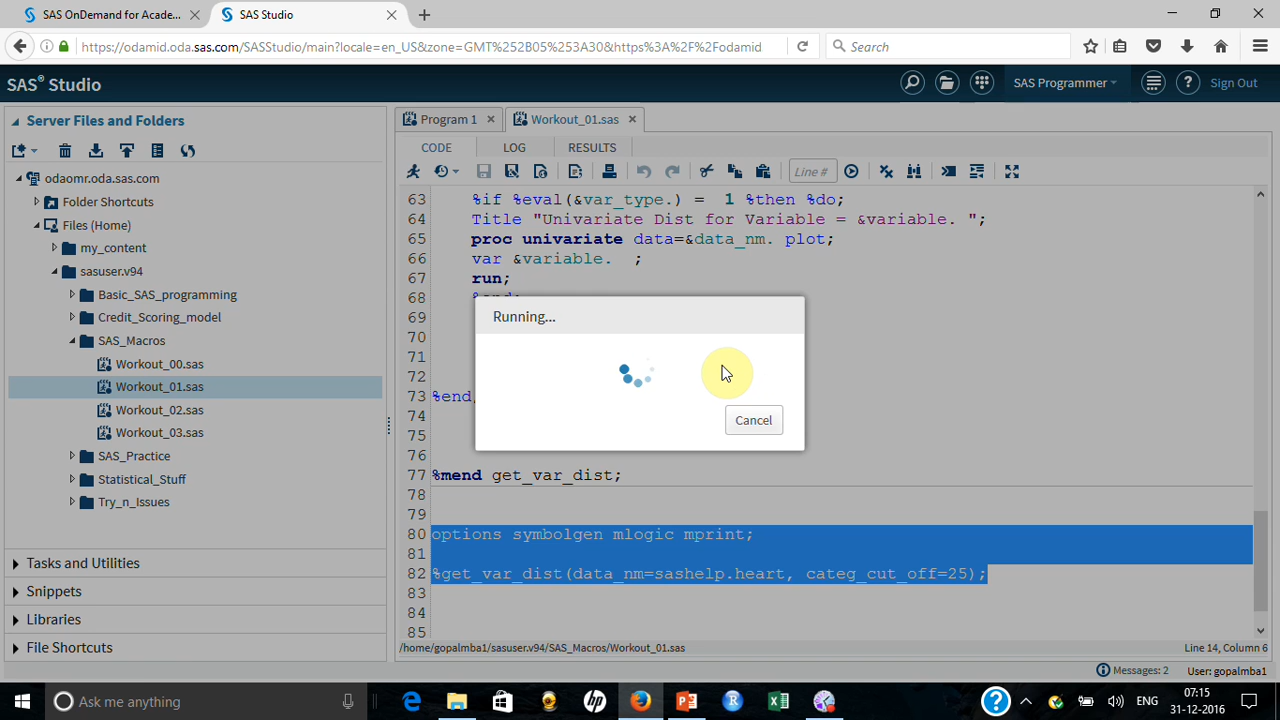 SAS OnDemand for Acade...
SAS Studio
https://odamid.oda.sas.com/SASStudio/main?locale=en_US&zone=GMT%252B05%253A30&https%3A%2F%2Fodamid
Search
SAS® Studio
SAS Programmer
Sign Out
Server Files and Folders
odaomr.oda.sas.com
Folder Shortcuts
Files (Home)
my_content
sasuser.v94
Basic_SAS_programming
Credit_Scoring_model
SAS_Macros
Workout_00.sas
Workout_01.sas
Workout_02.sas
Workout_03.sas
SAS_Practice
Statistical_Stuff
Try_n_Issues
Tasks and Utilities
Snippets
Libraries
File Shortcuts
Program 1
Workout_01.sas
CODE LOG RESULTS
Line #
63 %if %eval(&var_type.) = 1 %then %do;
64 Title "Univariate Dist for Variable = &variable. ";
65 proc univariate data=&data_nm. plot;
66 var &variable. ;
67 run;
68
69
70
71
72
73 %end;
74
75
76
77 %mend get_var_dist;
78
79
80 options symbolgen mlogic mprint;
81
82 %get_var_dist(data_nm=sashelp.heart, categ_cut_off=25);
83
84
85
Running...
Cancel
/home/gopalmba1/sasuser.v94/SAS_Macros/Workout_01.sas
Line 14, Column 6
Messages: 2
User: gopalmba1
Ask me anything
ENG
07:15
31-12-2016